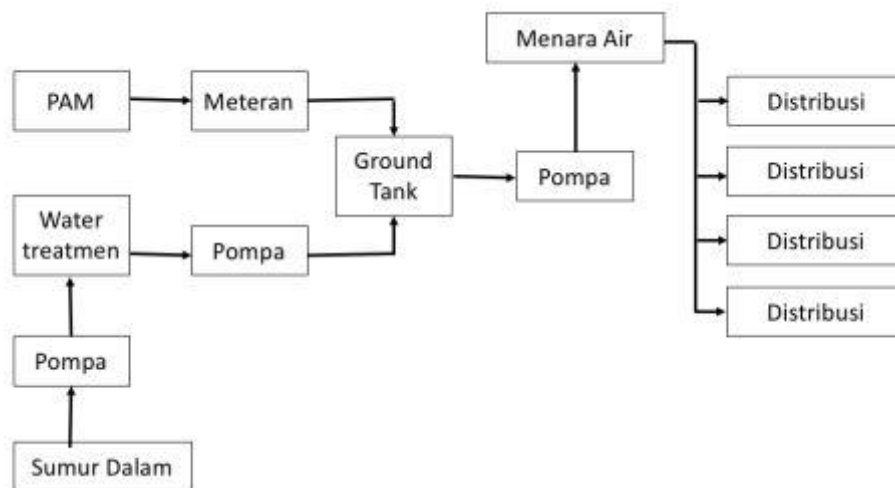 Menara Air
PAM
Meteran
Distribusi
Ground
Tank
Pompa
Distribusi
Water
treatmen
Pompa
Distribusi
Distribusi
Pompa
Sumur Dalam